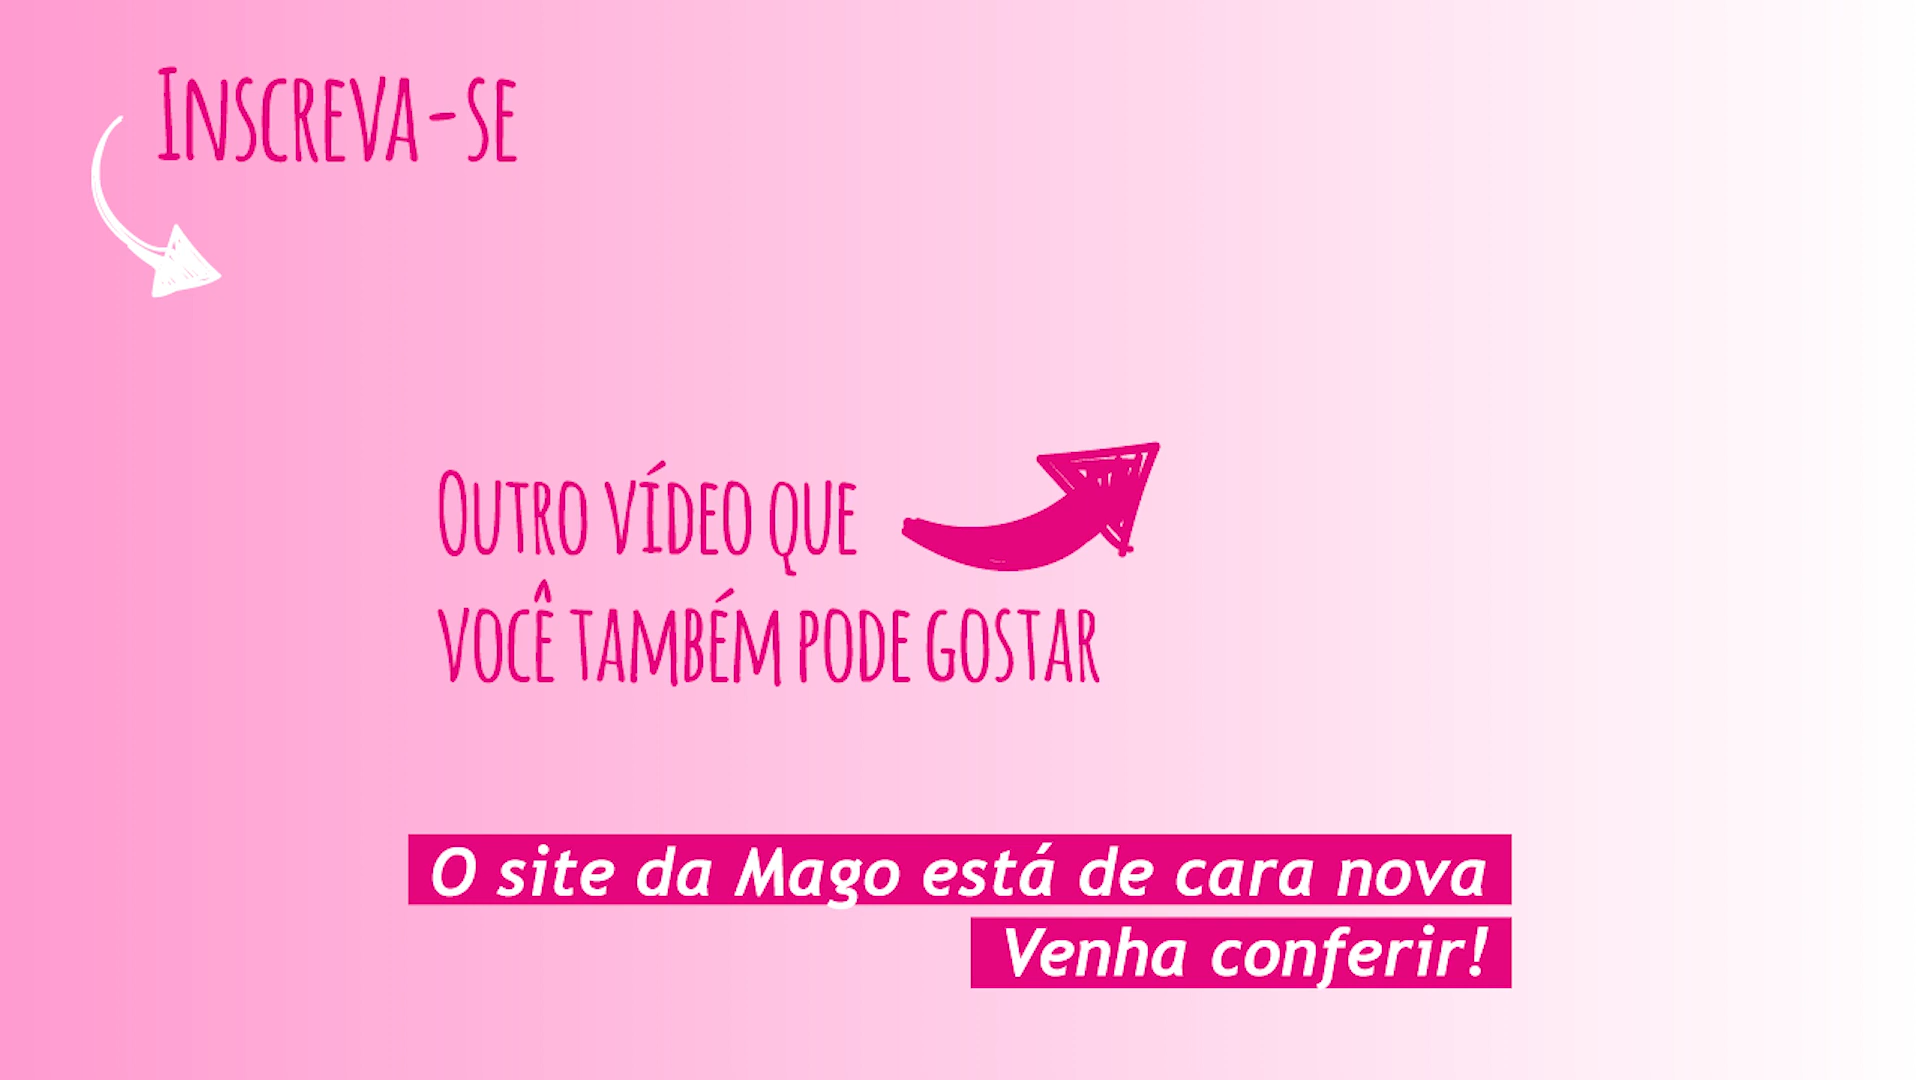 Inscreva-se
Outro vídeo que
você também pode gostar
O site da Mago está de cara nova
Venha conferir!